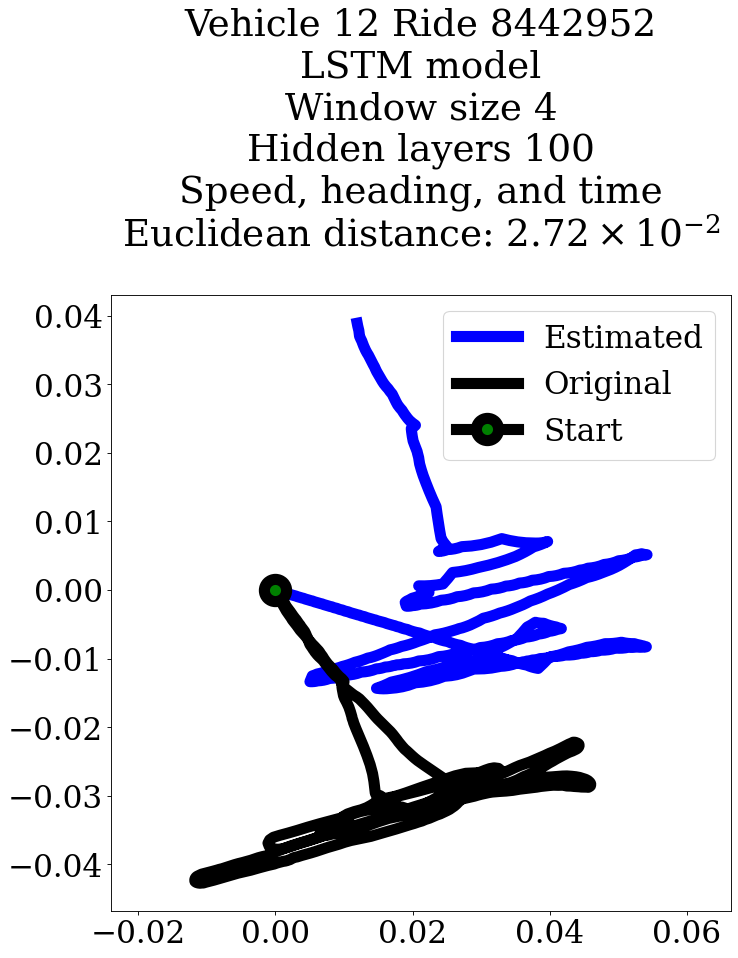 Vehicle 12 Ride 8442952
LSTM model
Window size 4
Hidden layers 100
Speed, heading, and time
Euclidean distance: 2.72 × 10⁻²
Estimated
Original
Start
0.04
0.03
0.02
0.01
0.00
−0.01
−0.02
−0.03
−0.04
−0.02 0.00 0.02 0.04 0.06